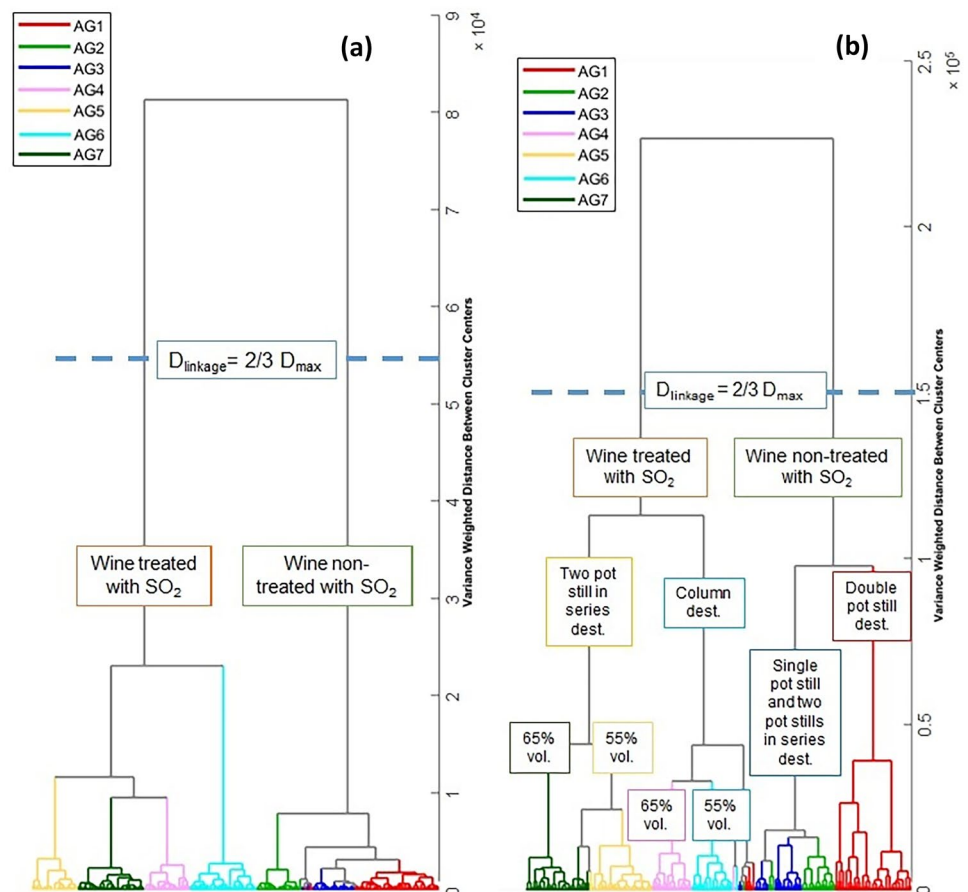 (a)
AG1
AG2
AG3
AG4
AG5
AG6
AG7
9
× 10⁴
8
7
6
5
4
3
2
1
0
Variance Weighted Distance Between Cluster Centers
D_linkage = 2/3 D_max
Wine treated
with SO₂
Wine non-
treated with SO₂
(b)
AG1
AG2
AG3
AG4
AG5
AG6
AG7
2.5
× 10⁵
2
1.5
1
0.5
0
Variance Weighted Distance Between Cluster Centers
D_linkage = 2/3 D_max
Wine treated
with SO₂
Wine non-treated
with SO₂
Two pot
still in
series
dest.
Column
dest.
Double
pot still
dest.
Single
pot still
and two
pot stills
in series
dest.
65%
vol.
55%
vol.
65%
vol.
55%
vol.